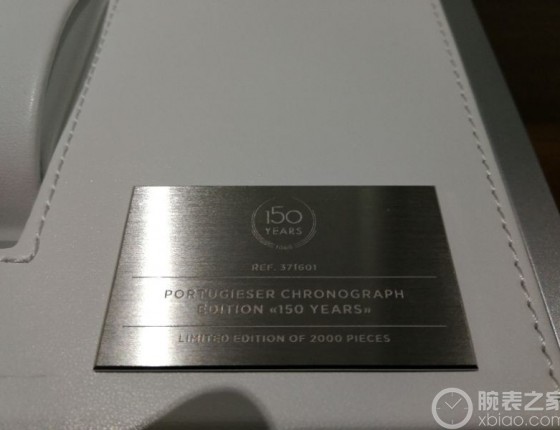 150
YEARS
REF. 371601
PORTUGIESER CHRONOGRAPH
EDITION «150 YEARS»
LIMITED EDITION OF 2000 PIECES
腕表之家
xbiao.com